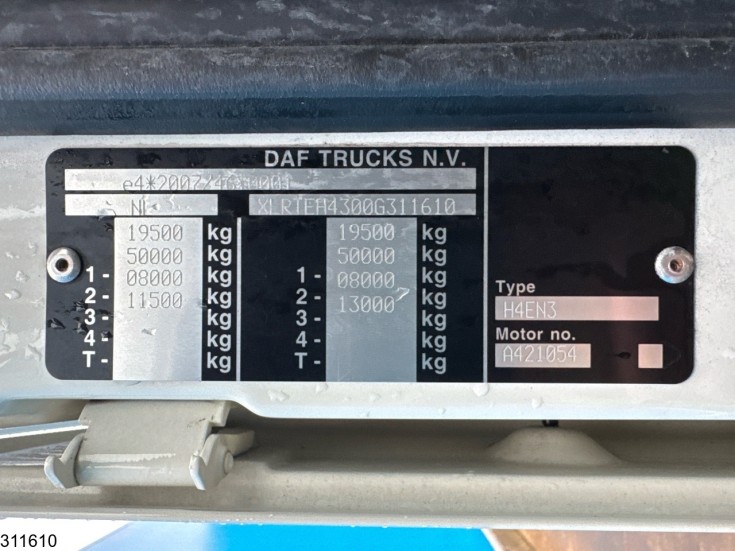 DAF TRUCKS N.V.
XLRTEH4300G311610
19500 kg 19500 kg
50000 kg 50000 kg
1- 08000 kg 1- 08000 kg
2- 11500 kg 2- 13000 kg
3- kg 3- kg
4- kg 4- kg
T- kg T- kg
Type
H4EN3
Motor no.
A421054
311610